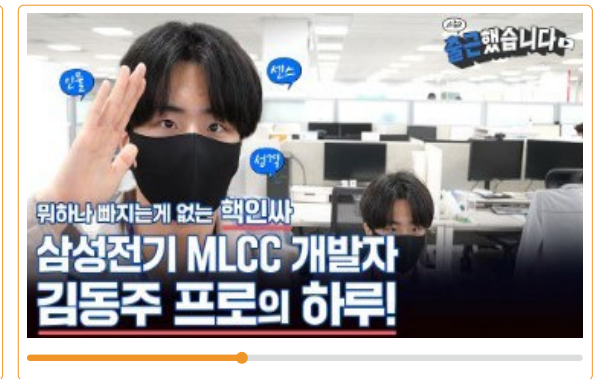 출근했습니다
인물
센스
성격
뭐하나 빠지는게 없는 핵인싸
삼성전기 MLCC 개발자
김동주 프로의 하루!